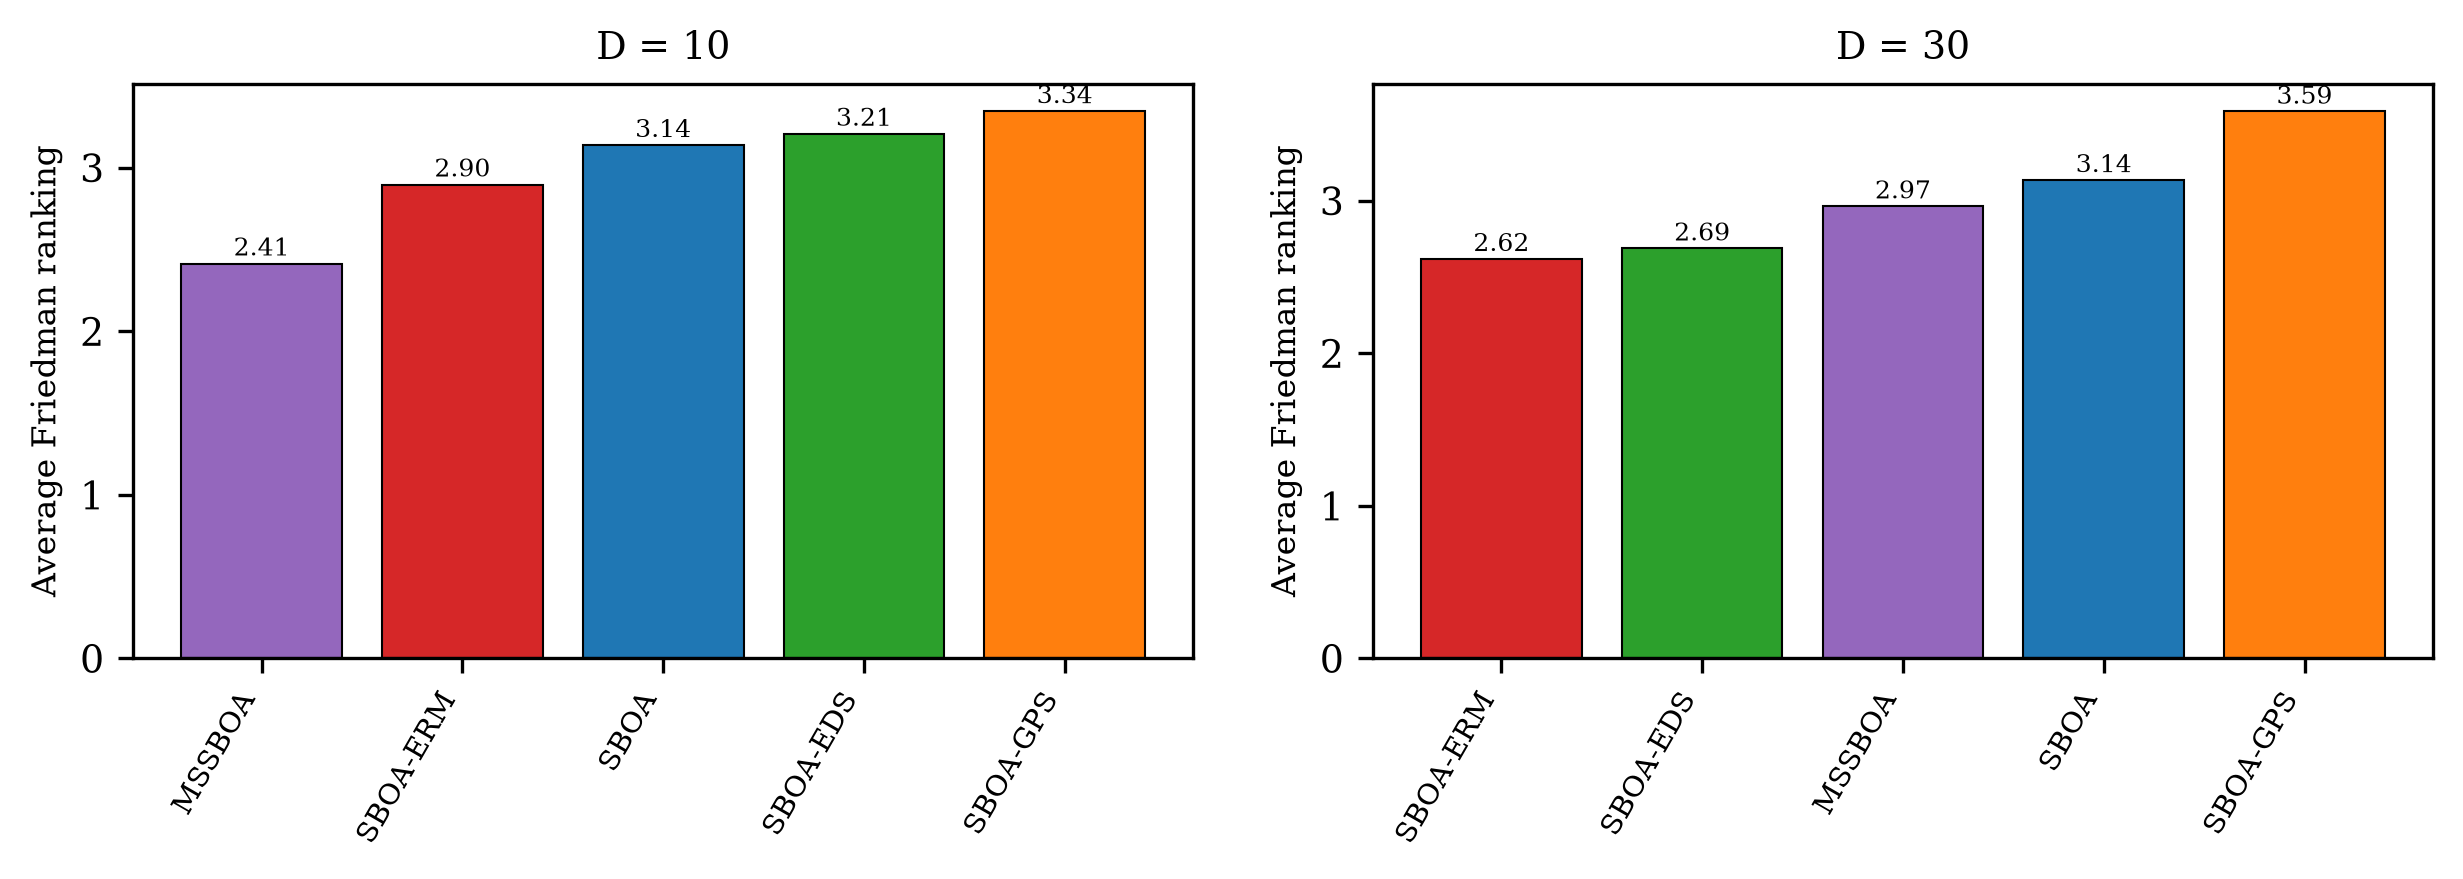 D = 10
Average Friedman ranking
3
2
1
0
2.41
2.90
3.14
3.21
3.34
MSSBOA
SBOA-ERM
SBOA
SBOA-EDS
SBOA-GPS
D = 30
Average Friedman ranking
3
2
1
0
2.62
2.69
2.97
3.14
3.59
SBOA-ERM
SBOA-EDS
MSSBOA
SBOA
SBOA-GPS